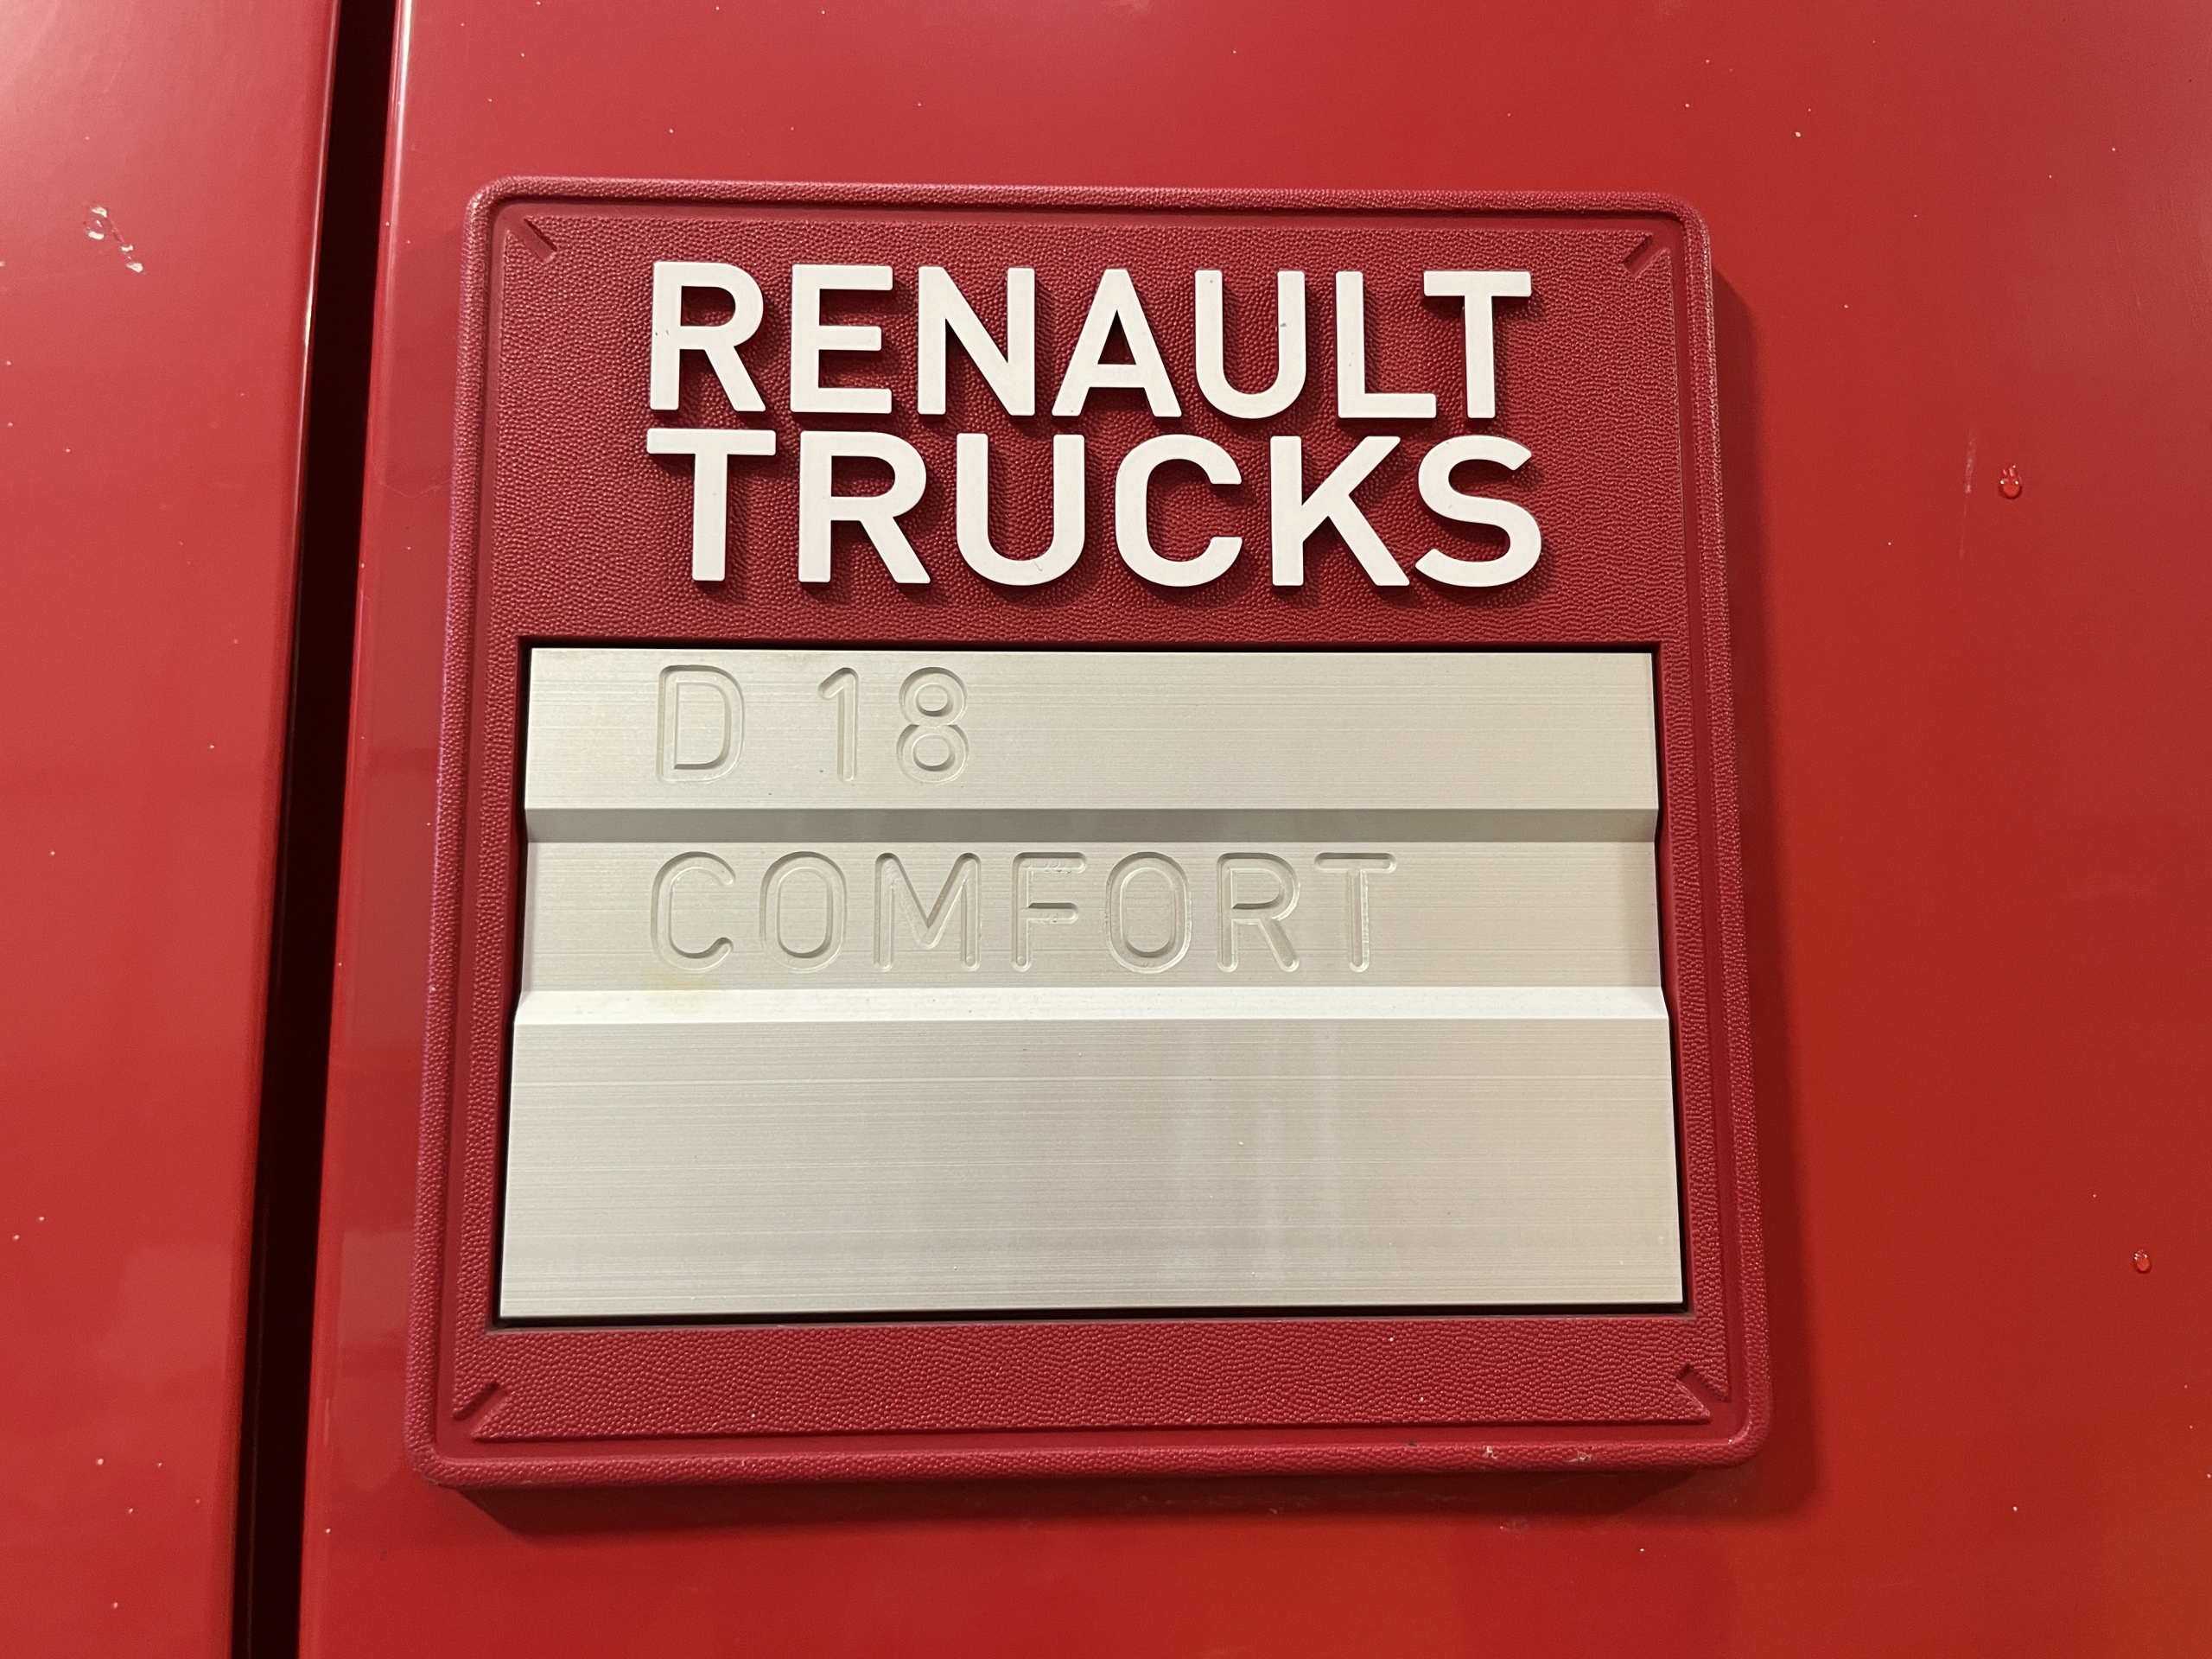 RENAULT
TRUCKS
D 18
COMFORT